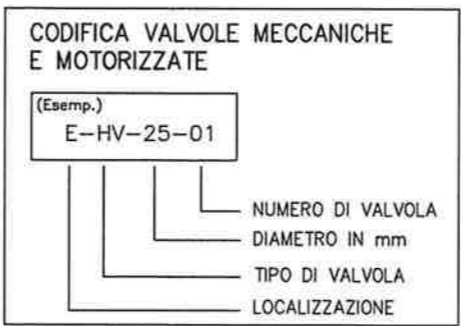 CODIFICA VALVOLE MECCANICHE
E MOTORIZZATE
(Esemp.)
E-HV-25-01
NUMERO DI VALVOLA
DIAMETRO IN mm
TIPO DI VALVOLA
LOCALIZZAZIONE